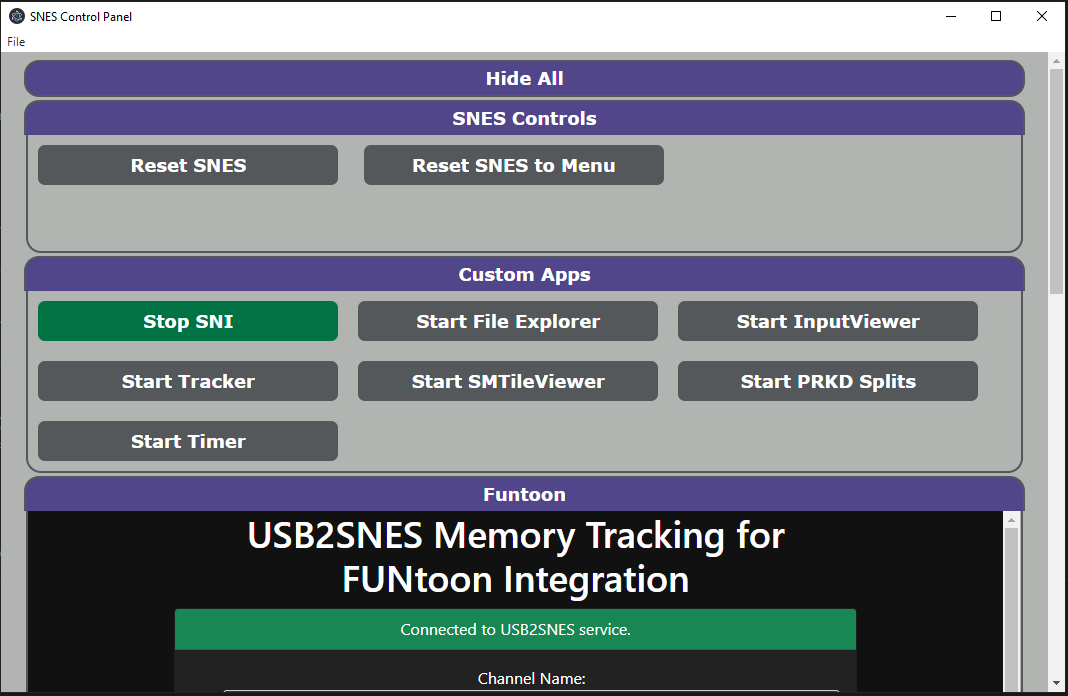 SNES Control Panel
File
Hide All
SNES Controls
Reset SNES
Reset SNES to Menu
Custom Apps
Stop SNI
Start File Explorer
Start InputViewer
Start Tracker
Start SMTileViewer
Start PRKD Splits
Start Timer
Funtoon
USB2SNES Memory Tracking for
FUNtoon Integration
Connected to USB2SNES service.
Channel Name: